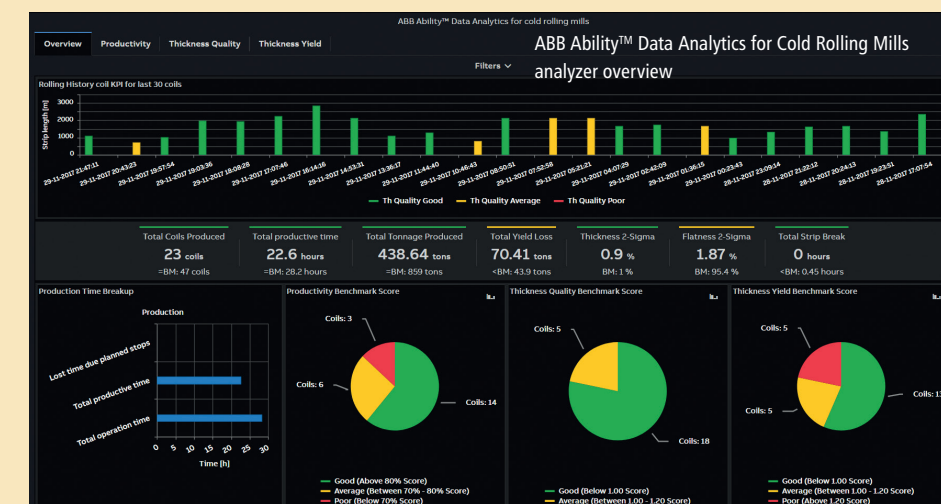 ABB Ability™ Data Analytics for cold rolling mills
Overview Productivity Thickness Quality Thickness Yield
ABB Ability™ Data Analytics for Cold Rolling Mills
analyzer overview
Filters
Rolling History coil KPI for last 30 coils
Strip length [m]
3000
2000
1000
0
29-11-2017 21:47:11
29-11-2017 20:43:23
29-11-2017 19:57:54
29-11-2017 19:03:36
29-11-2017 18:08:28
29-11-2017 17:07:46
29-11-2017 16:14:16
29-11-2017 14:53:31
29-11-2017 13:36:17
29-11-2017 11:44:40
29-11-2017 10:46:43
29-11-2017 08:50:51
29-11-2017 07:52:58
29-11-2017 05:21:21
29-11-2017 04:07:29
29-11-2017 02:42:09
29-11-2017 01:36:15
29-11-2017 00:23:43
28-11-2017 23:09:14
28-11-2017 21:22:12
28-11-2017 20:24:13
28-11-2017 19:23:51
28-11-2017 17:07:54
Th Quality Good Th Quality Average Th Quality Poor
Total Coils Produced Total productive time Total Tonnage Produced Total Yield Loss Thickness 2-Sigma Flatness 2-Sigma Total Strip Break
23 coils 22.6 hours 438.64 tons 70.41 tons 0.9 % 1.87 % 0 hours
=BM: 47 coils =BM: 28.2 hours =BM: 859 tons <BM: 43.9 tons BM: 1 % BM: 95.4 % <BM: 0.45 hours
Production Time Breakup
Production
Lost time due planned stops
Total productive time
Total operation time
0 5 10 15 20 25 30
Time [h]
Productivity Benchmark Score
Coils: 3
Coils: 6
Coils: 14
Good (Above 80% Score)
Average (Between 70% - 80% Score)
Poor (Below 70% Score)
Thickness Quality Benchmark Score
Coils: 5
Coils: 18
Good (Below 1.00 Score)
Average (Between 1.00 - 1.20 Score)
Thickness Yield Benchmark Score
Coils: 5
Coils: 5
Coils:
Good (Below 1.00 Score)
Average (Between 1.00 - 1.20 Score)
Poor (Above 1.20 Score)